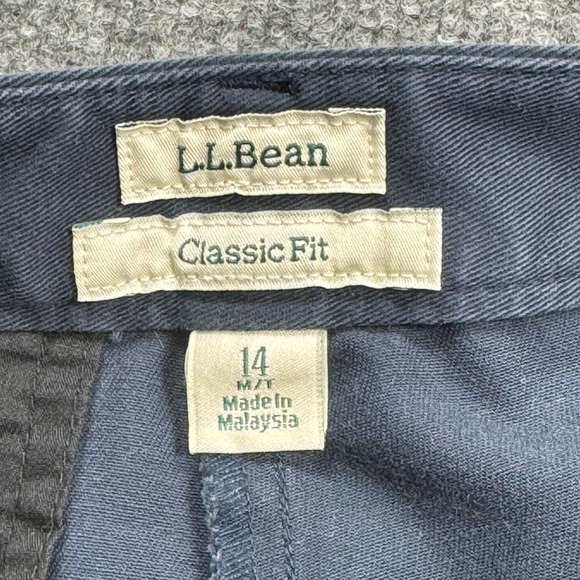 L.L.Bean
Classic Fit
14
M/T
Made In
Malaysia